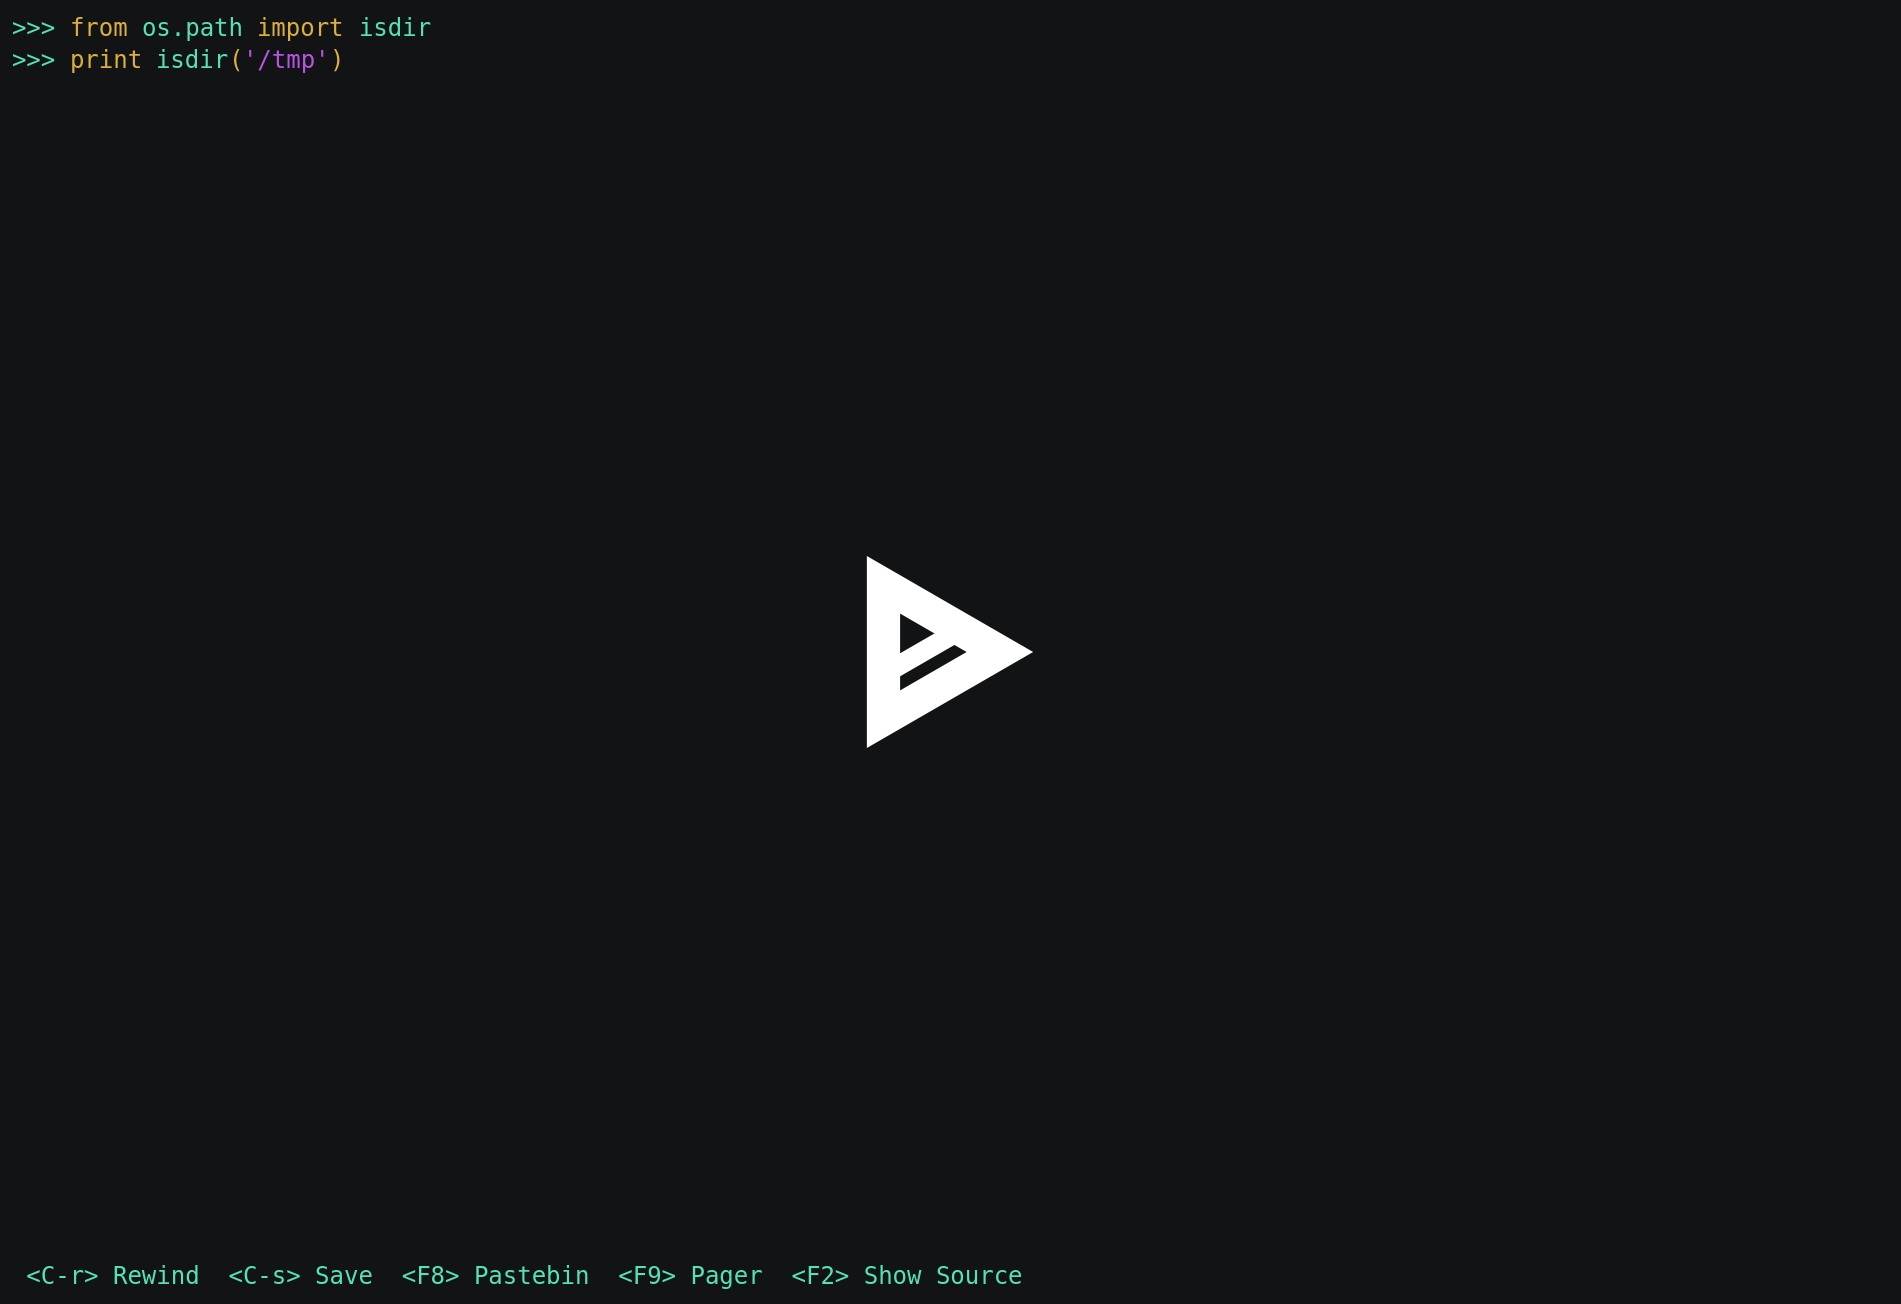 >>> from os.path import isdir
>>> print isdir('/tmp')
<C-r> Rewind  <C-s> Save  <F8> Pastebin  <F9> Pager  <F2> Show Source